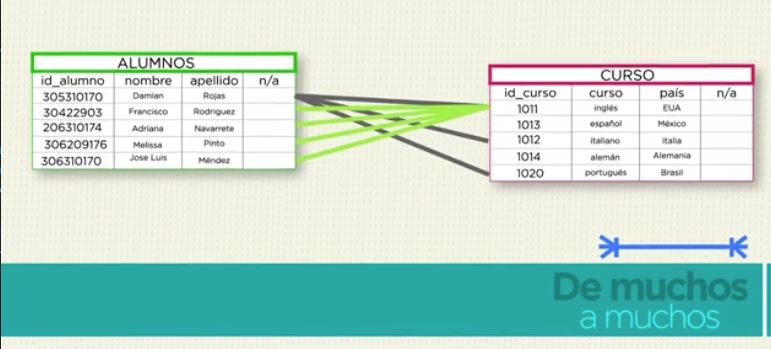 ALUMNOS
id_alumno nombre apellido n/a
305310170 Damian Rojas
30422903 Francisco Rodriguez
206310174 Adriana Navarrete
306209176 Melissa Pinto
306310170 Jose Luis Méndez
CURSO
id_curso curso país n/a
1011 inglés EUA
1013 español México
1012 italiano Italia
1014 alemán Alemania
1020 portugués Brasil
De muchos
a muchos